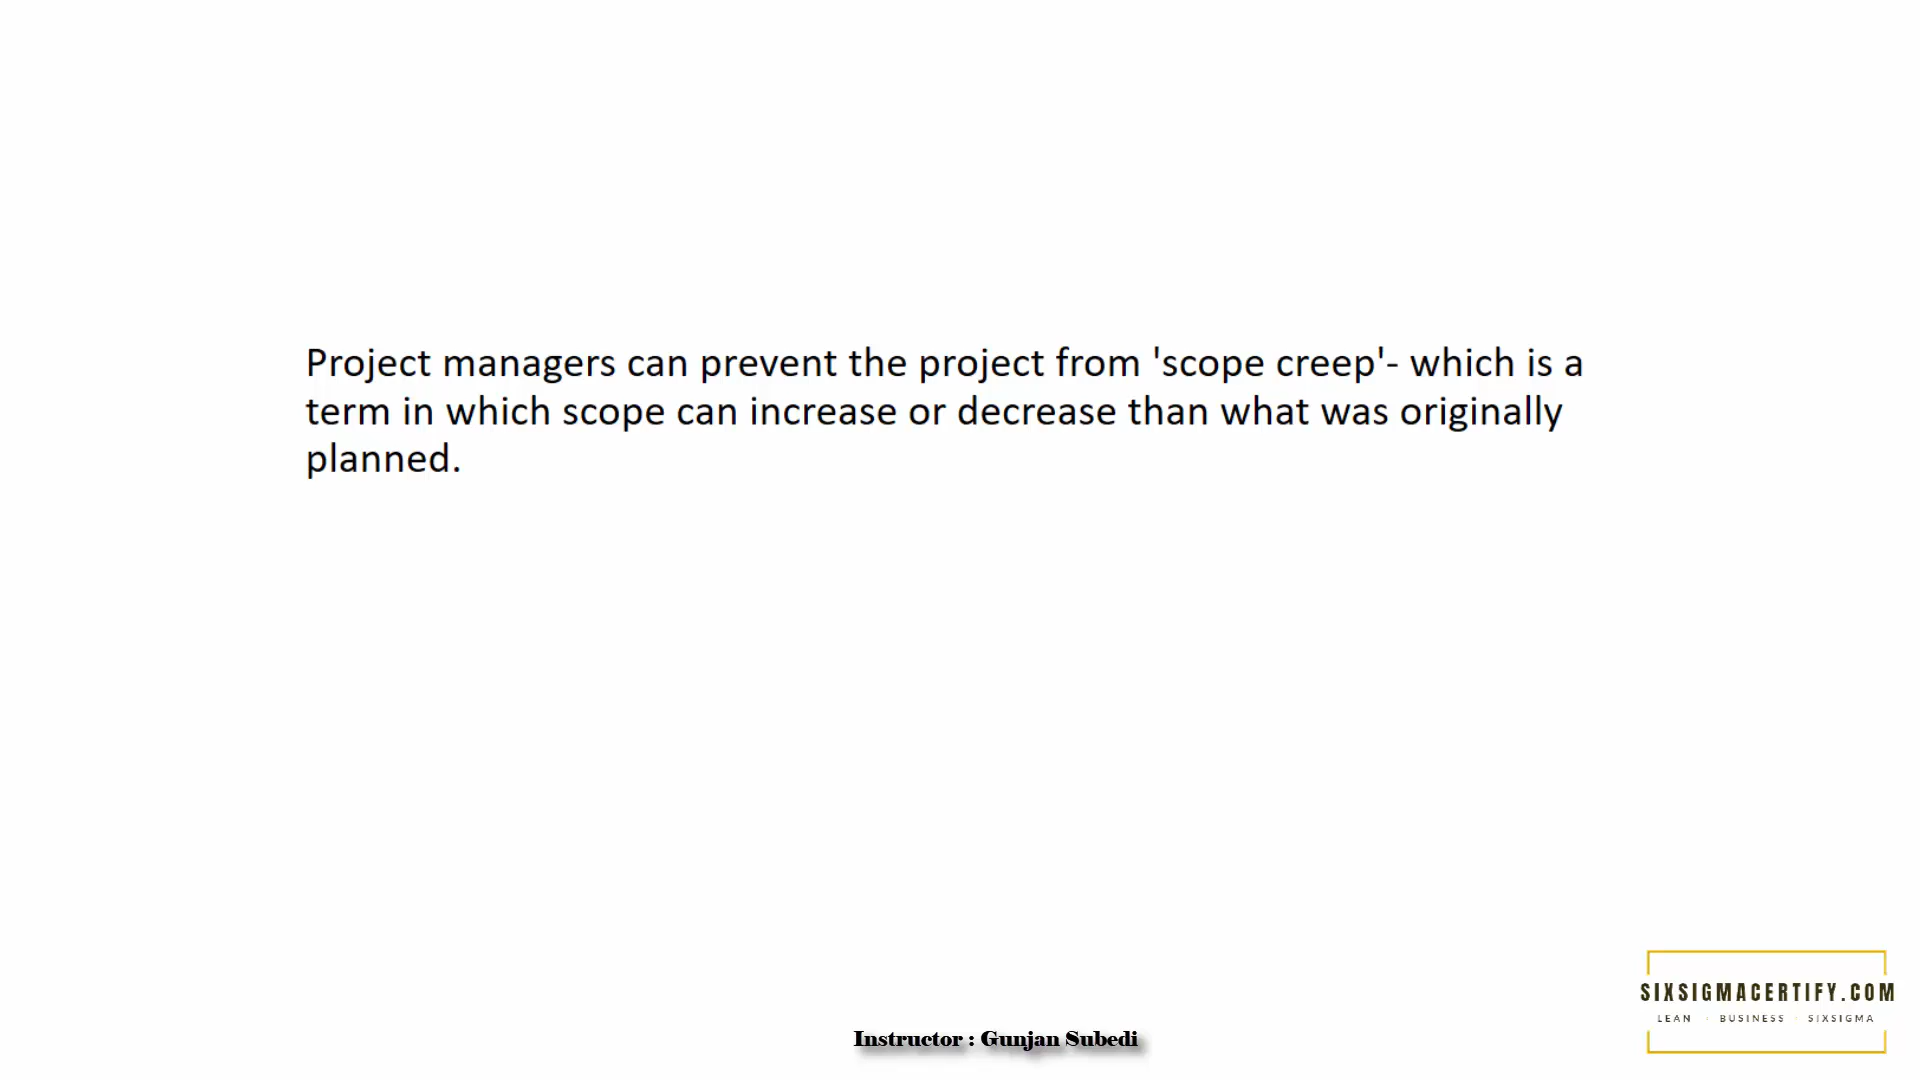 Project managers can prevent the project from 'scope creep'- which is a
term in which scope can increase or decrease than what was originally
planned.
SIXSIGMACERTIFY.COM
LEAN · BUSINESS · SIXSIGMA
Instructor : Gunjan Subedi